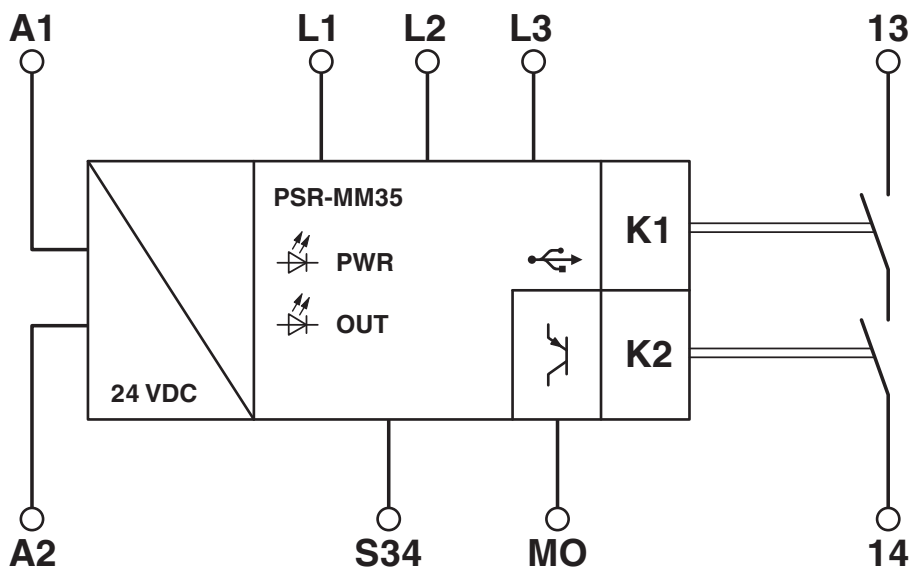 A1 L1 L2 L3 13
PSR-MM35
K1
PWR
OUT
K2
24 VDC
A2 S34 MO 14